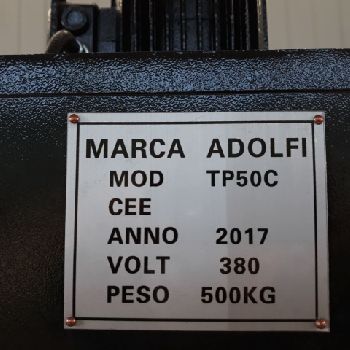 MARCA ADOLFI
MOD TP50C
CEE
ANNO 2017
VOLT 380
PESO 500KG